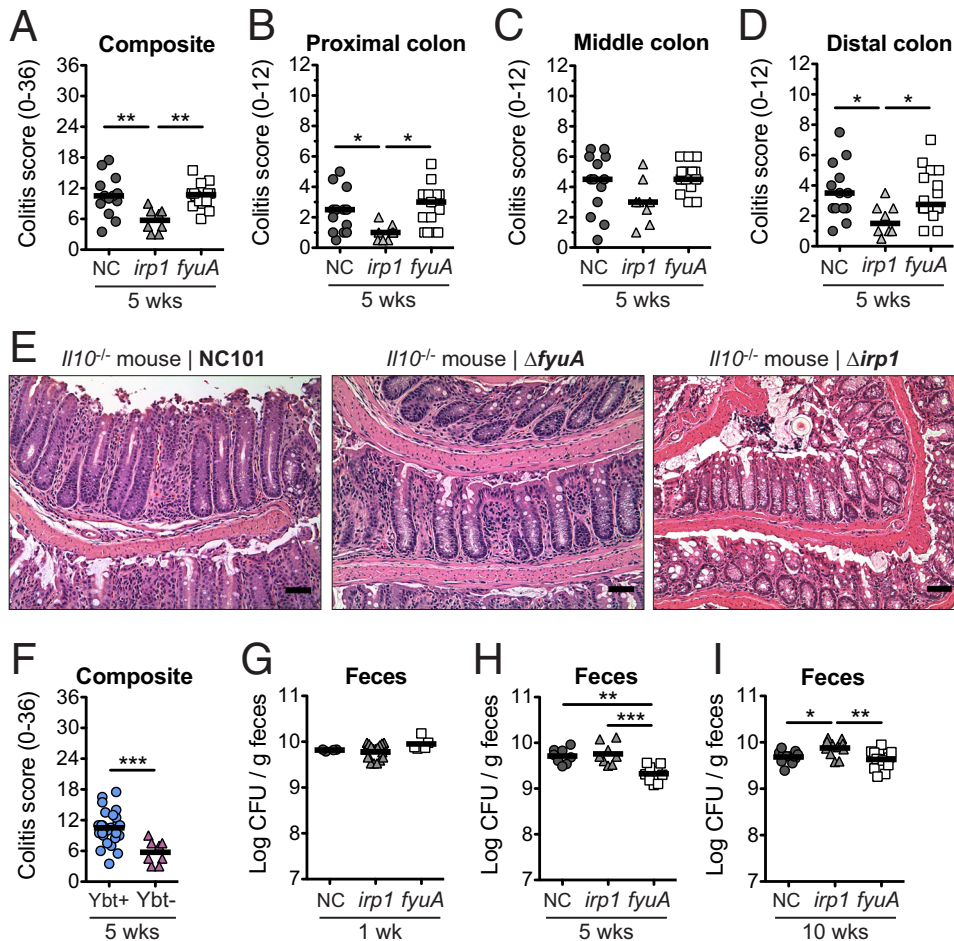 A
Composite
Colitis score (0-36)
36
30
24
18
12
6
0
**
**
NC irp1 fyuA
5 wks
B
Proximal colon
Colitis score (0-12)
12
10
8
6
4
2
0
*
*
NC irp1 fyuA
5 wks
C
Middle colon
Colitis score (0-12)
12
10
8
6
4
2
0
NC irp1 fyuA
5 wks
D
Distal colon
Colitis score (0-12)
12
10
8
6
4
2
0
*
*
NC irp1 fyuA
5 wks
E
Il10-/- mouse | NC101
Il10-/- mouse | ΔfyuA
Il10-/- mouse | Δirp1
F
Composite
Colitis score (0-36)
36
30
24
18
12
6
0
***
Ybt+ Ybt-
5 wks
G
Feces
Log CFU / g feces
11
10
9
8
7
NC irp1 fyuA
1 wk
H
Feces
Log CFU / g feces
11
10
9
8
7
**
***
NC irp1 fyuA
5 wks
I
Feces
Log CFU / g feces
11
10
9
8
7
*
**
NC irp1 fyuA
10 wks